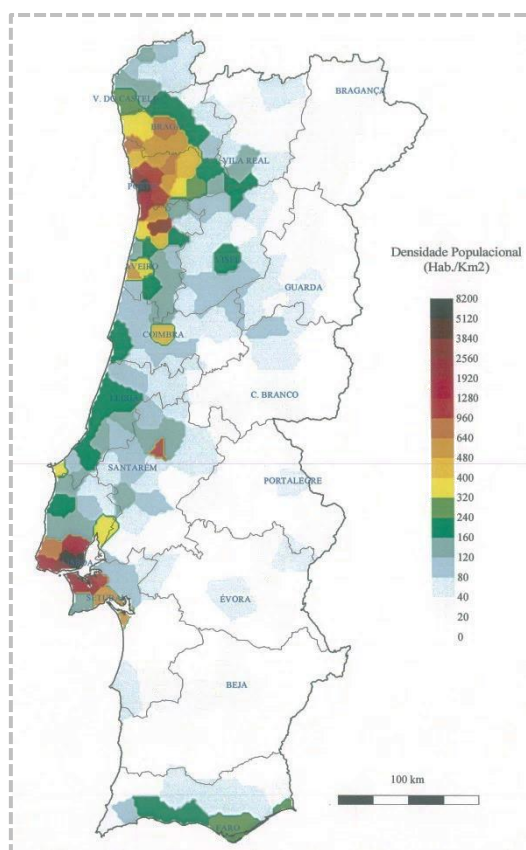 V. DO CASTELO
BRAGANÇA
BRAGA
VILA REAL
PORTO
Densidade Populacional
(Hab./Km2)
VISEU
AVEIRO
GUARDA
8200
5120
3840
2560
1920
1280
960
640
480
400
320
240
160
120
80
40
20
0
COIMBRA
C. BRANCO
LEIRIA
SANTARÉM
PORTALEGRE
SETÚBAL
ÉVORA
BEJA
100 km
FARO